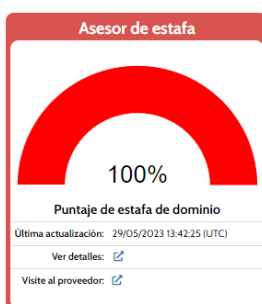 Asesor de estafa
100%
Puntaje de estafa de dominio
Última actualización: 29/05/2023 13:42:25 (UTC)
Ver detalles:
Visite al proveedor: